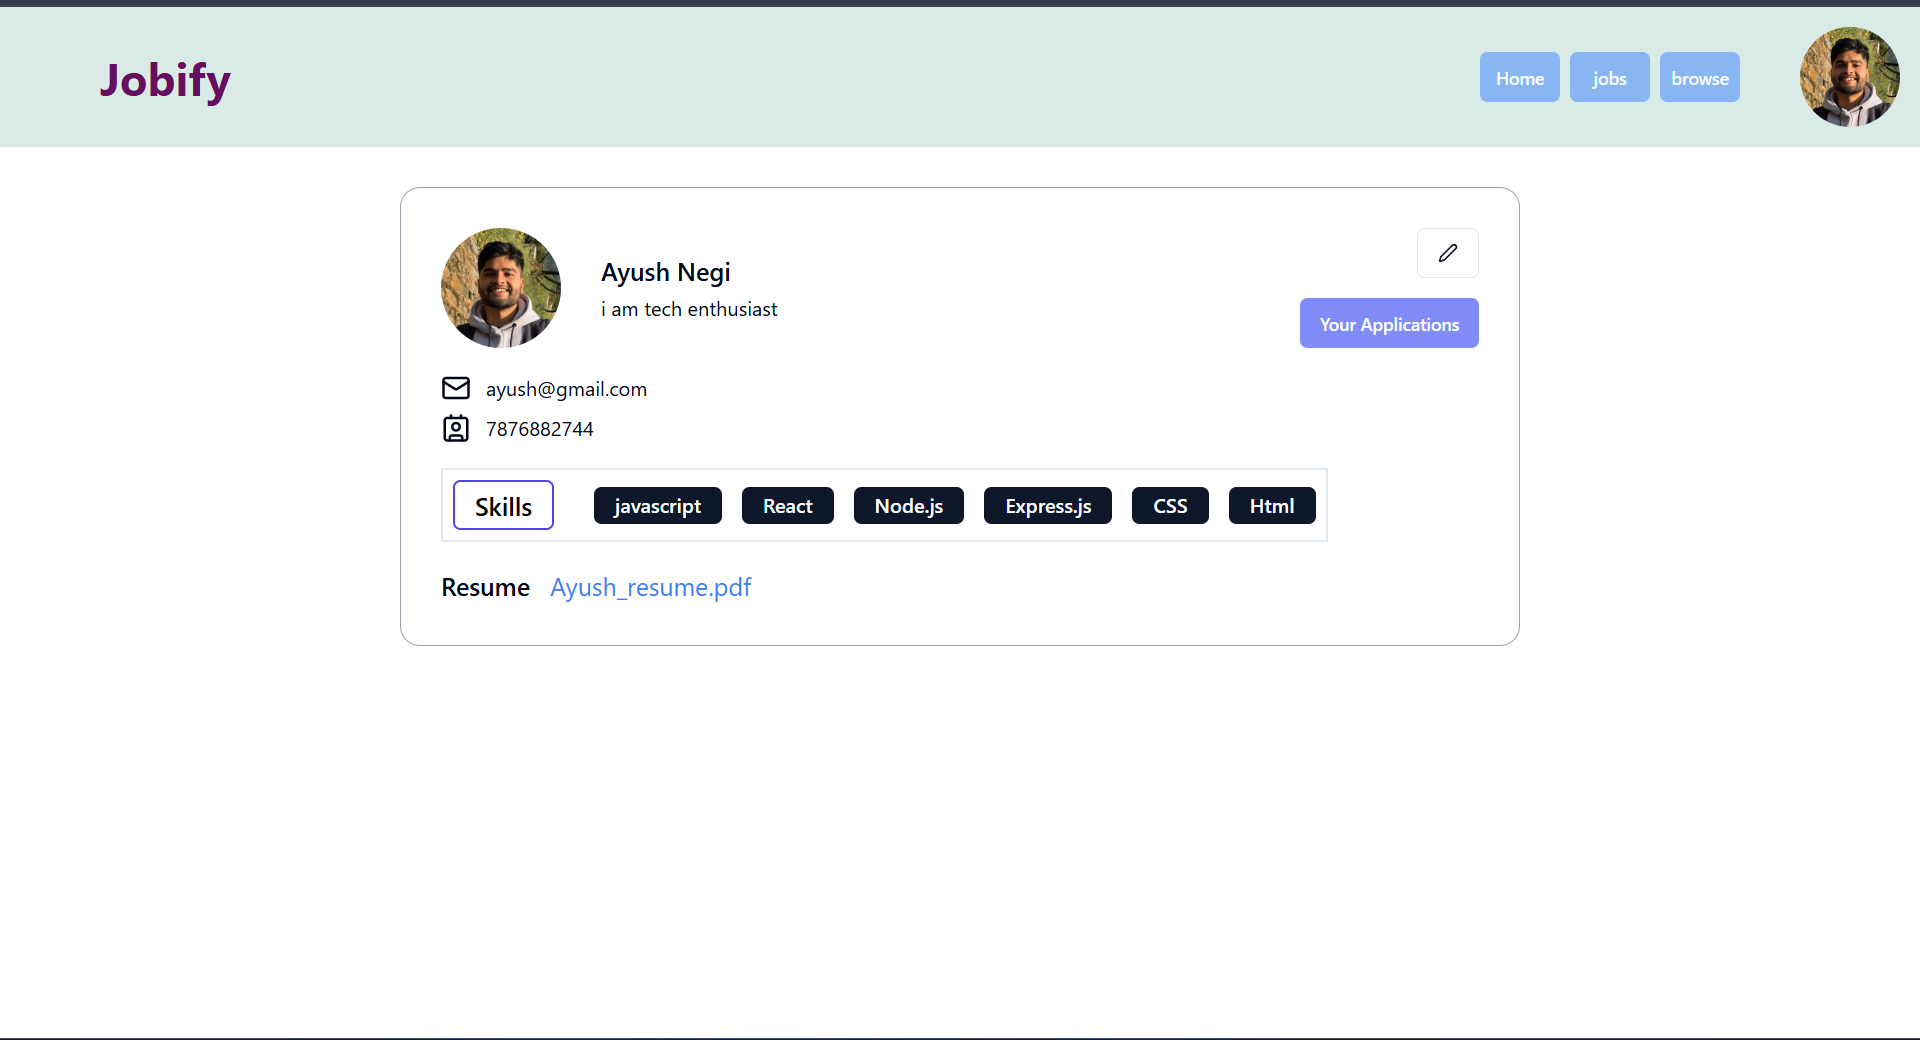 Jobify
Home jobs browse
Ayush Negi
i am tech enthusiast
Your Applications
ayush@gmail.com
7876882744
Skills javascript React Node.js Express.js CSS Html
Resume Ayush_resume.pdf